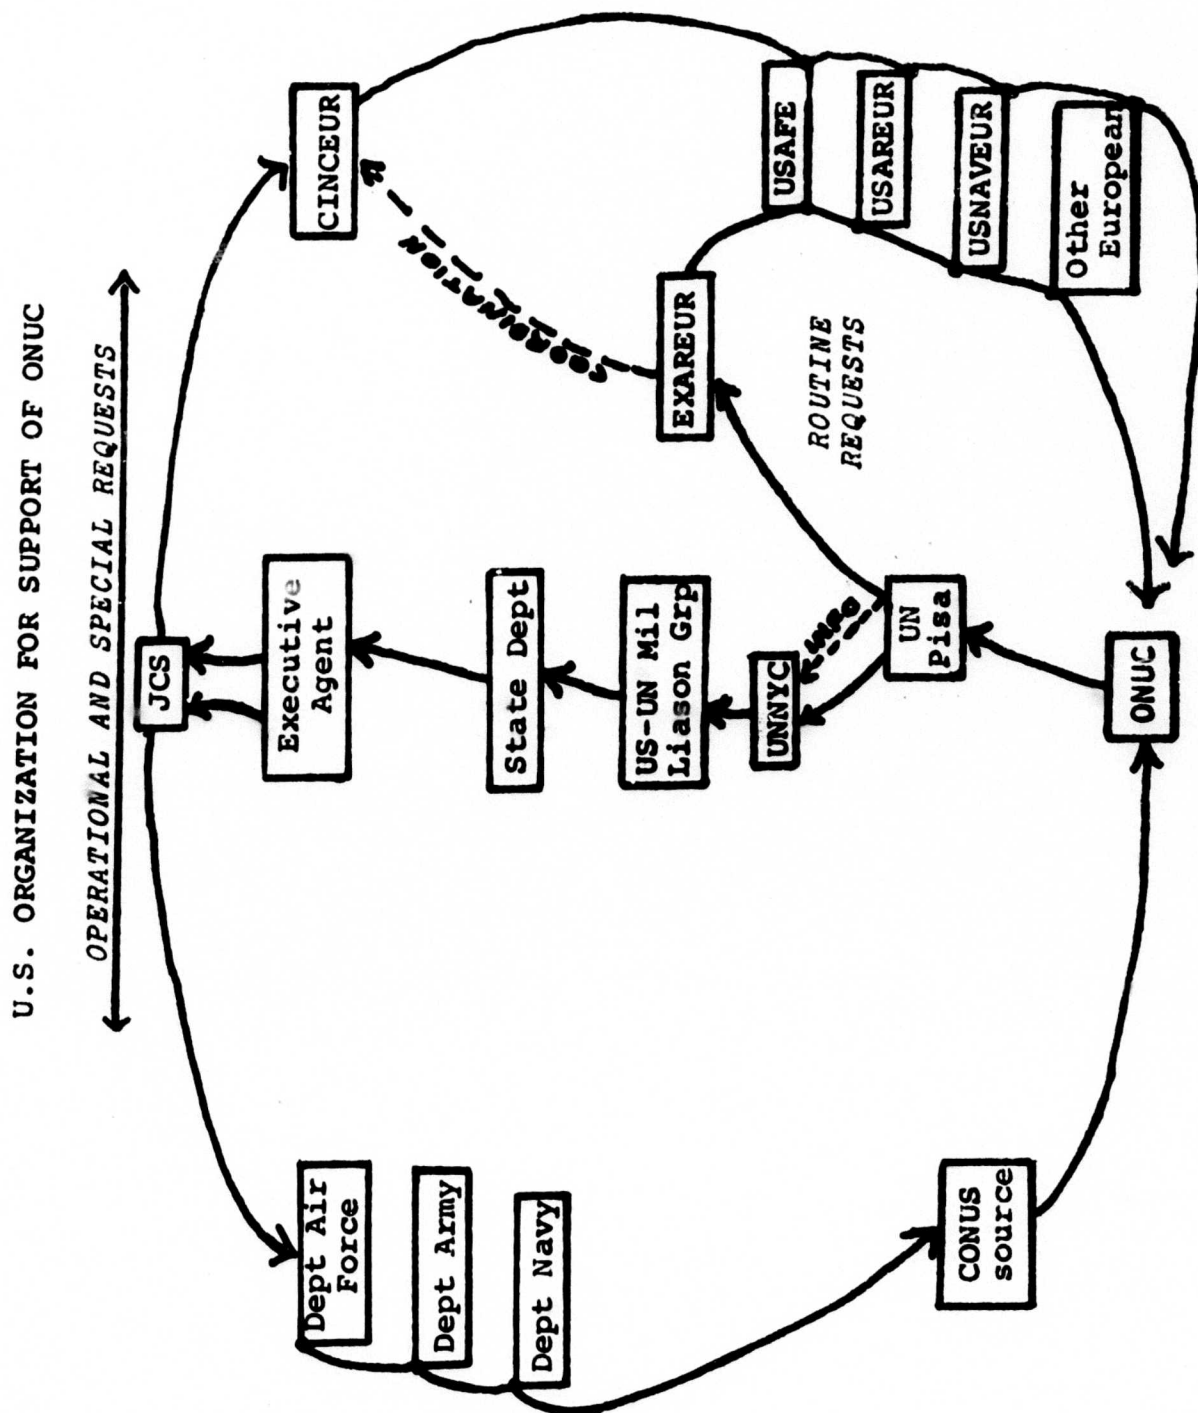 U.S. ORGANIZATION FOR SUPPORT OF ONUC
OPERATIONAL AND SPECIAL REQUESTS
JCS
Dept Air
Force
Dept Army
Dept Navy
Executive
Agent
CINCEUR
COORDINATION
State Dept
US-UN Mil
Liason Grp
UNNYC
INFO
UN
Pisa
EXAREUR
ROUTINE
REQUESTS
USAFE
USAREUR
USNAVEUR
Other
European
CONUS
source
ONUC